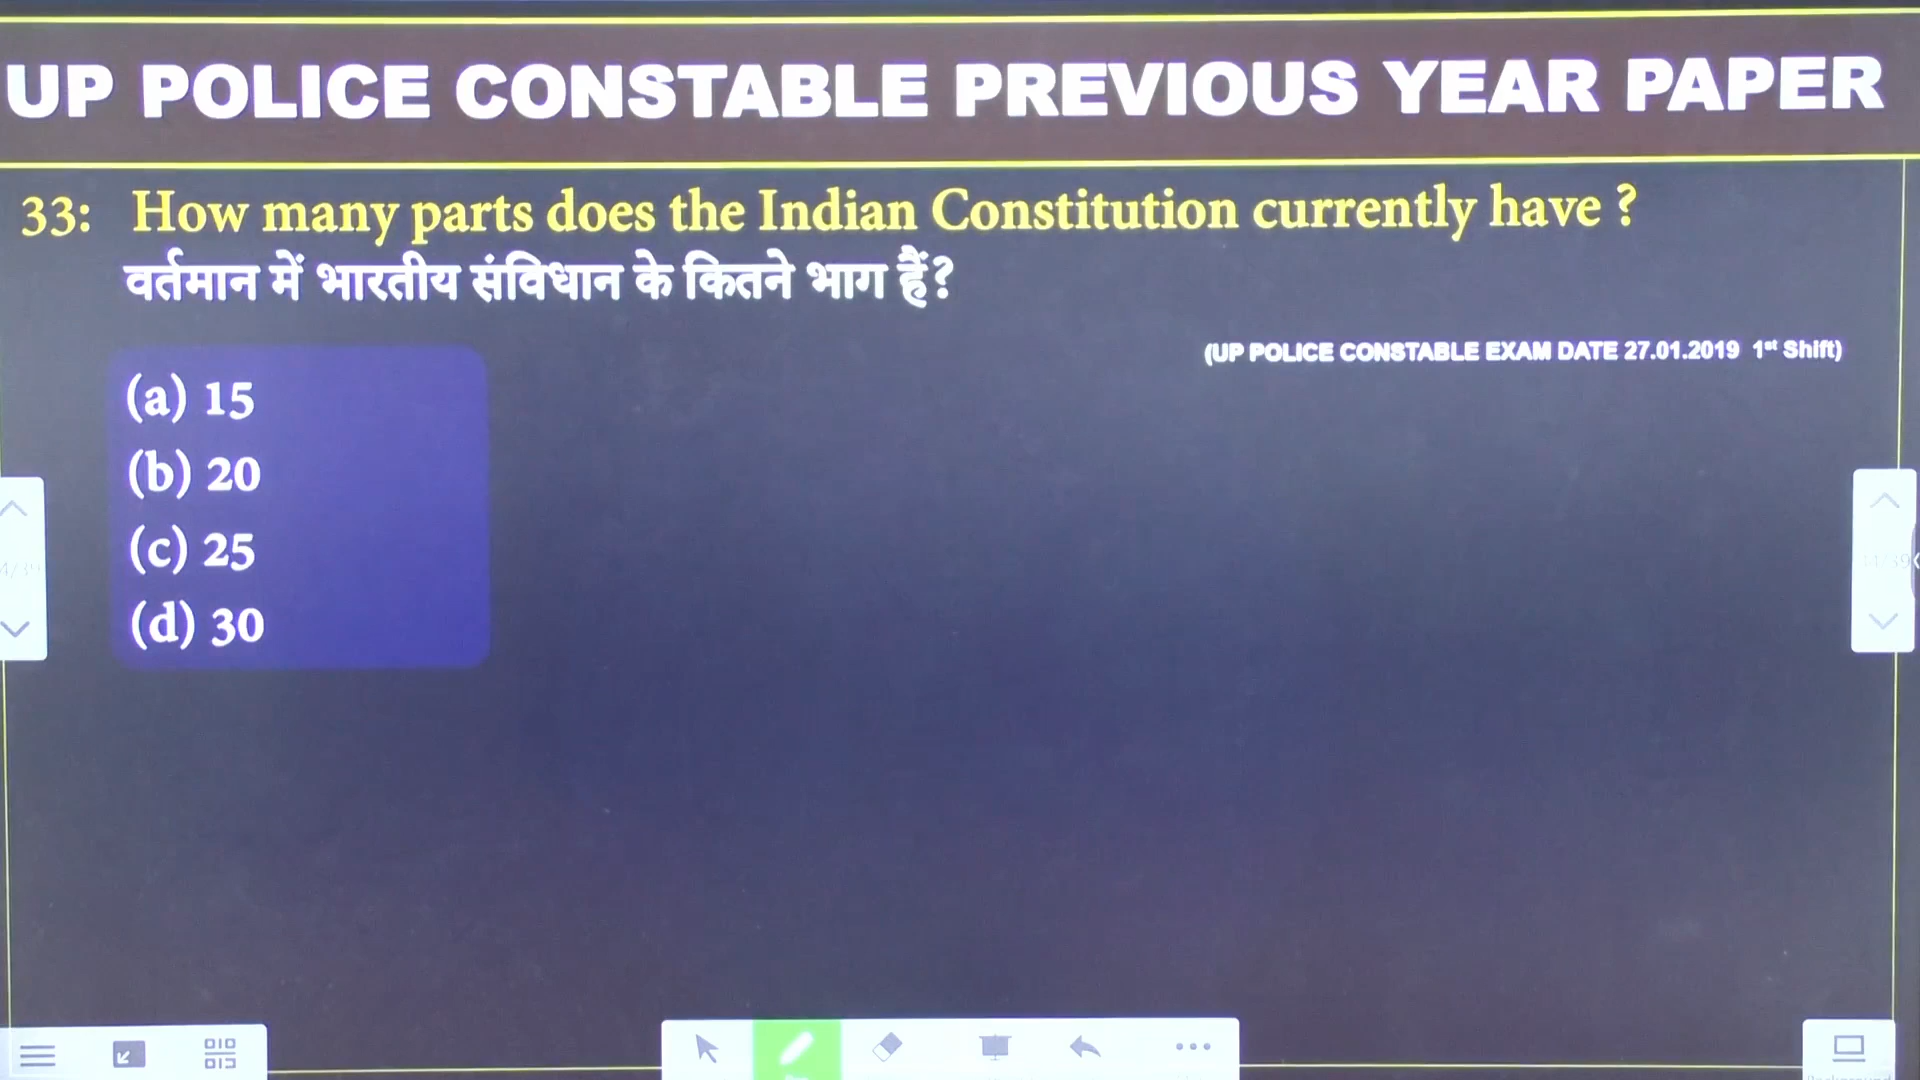 UP POLICE CONSTABLE PREVIOUS YEAR PAPER
33: How many parts does the Indian Constitution currently have ?
वर्तमान में भारतीय संविधान के कितने भाग हैं?
(UP POLICE CONSTABLE EXAM DATE 27.01.2019 1st Shift)
(a) 15
(b) 20
(c) 25
(d) 30